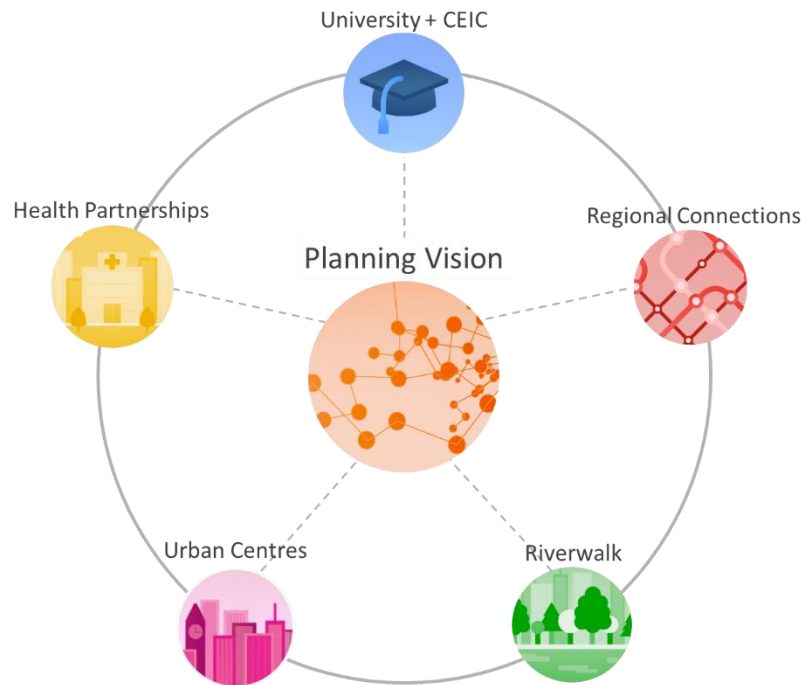 University + CEIC
Health Partnerships
Regional Connections
Planning Vision
Urban Centres
Riverwalk